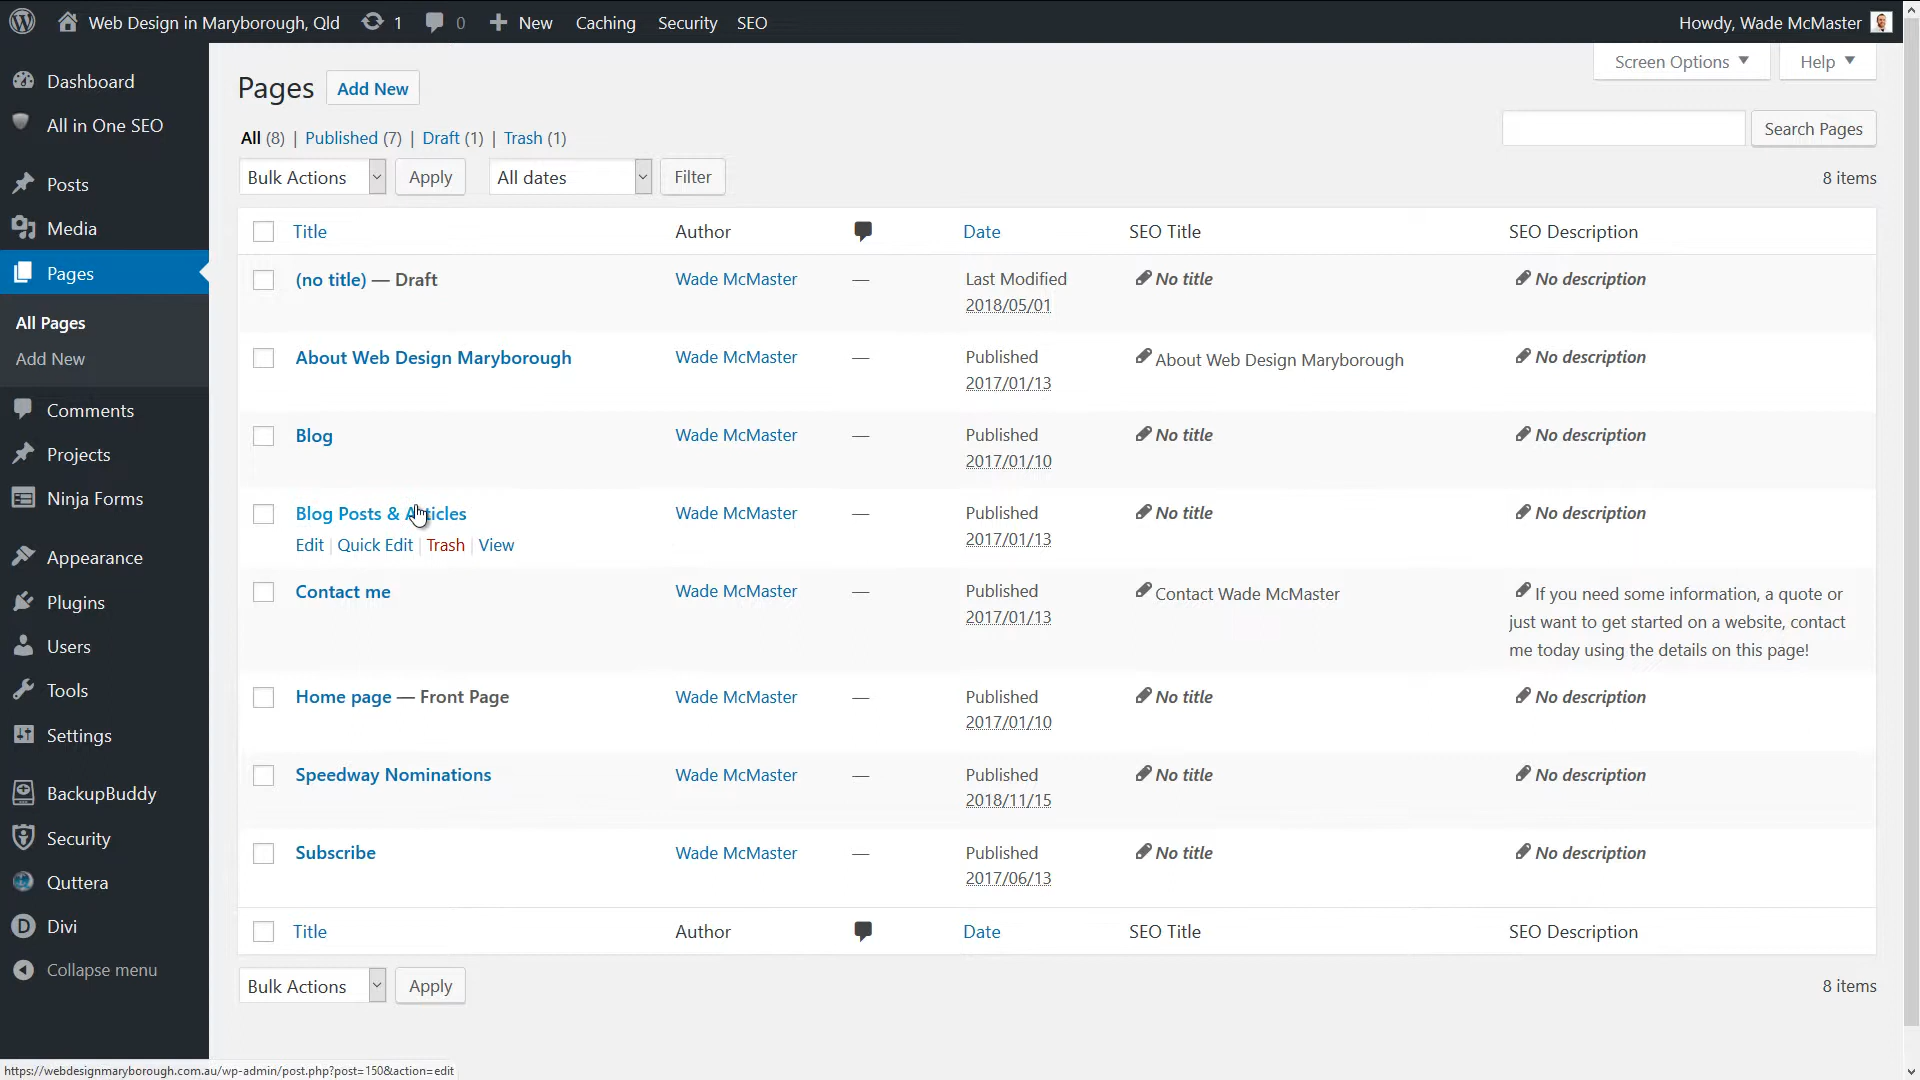 Web Design in Maryborough, Qld 1 0 New Caching Security SEO Howdy, Wade McMaster
Screen Options Help
Dashboard
All in One SEO
Posts
Media
Pages
All Pages
Add New
Comments
Projects
Ninja Forms
Appearance
Plugins
Users
Tools
Settings
BackupBuddy
Security
Quttera
Divi
Collapse menu
Pages Add New
All (8) | Published (7) | Draft (1) | Trash (1)
Search Pages
Bulk Actions Apply All dates Filter 8 items
Title Author Date SEO Title SEO Description
(no title) — Draft Wade McMaster — Last Modified No title No description
2018/05/01
About Web Design Maryborough Wade McMaster — Published About Web Design Maryborough No description
2017/01/13
Blog Wade McMaster — Published No title No description
2017/01/10
Blog Posts & Articles Wade McMaster — Published No title No description
2017/01/13
Edit | Quick Edit | Trash | View
Contact me Wade McMaster — Published Contact Wade McMaster If you need some information, a quote or
2017/01/13 just want to get started on a website, contact
me today using the details on this page!
Home page — Front Page Wade McMaster — Published No title No description
2017/01/10
Speedway Nominations Wade McMaster — Published No title No description
2018/11/15
Subscribe Wade McMaster — Published No title No description
2017/06/13
Title Author Date SEO Title SEO Description
Bulk Actions Apply 8 items
https://webdesignmaryborough.com.au/wp-admin/post.php?post=150&action=edit